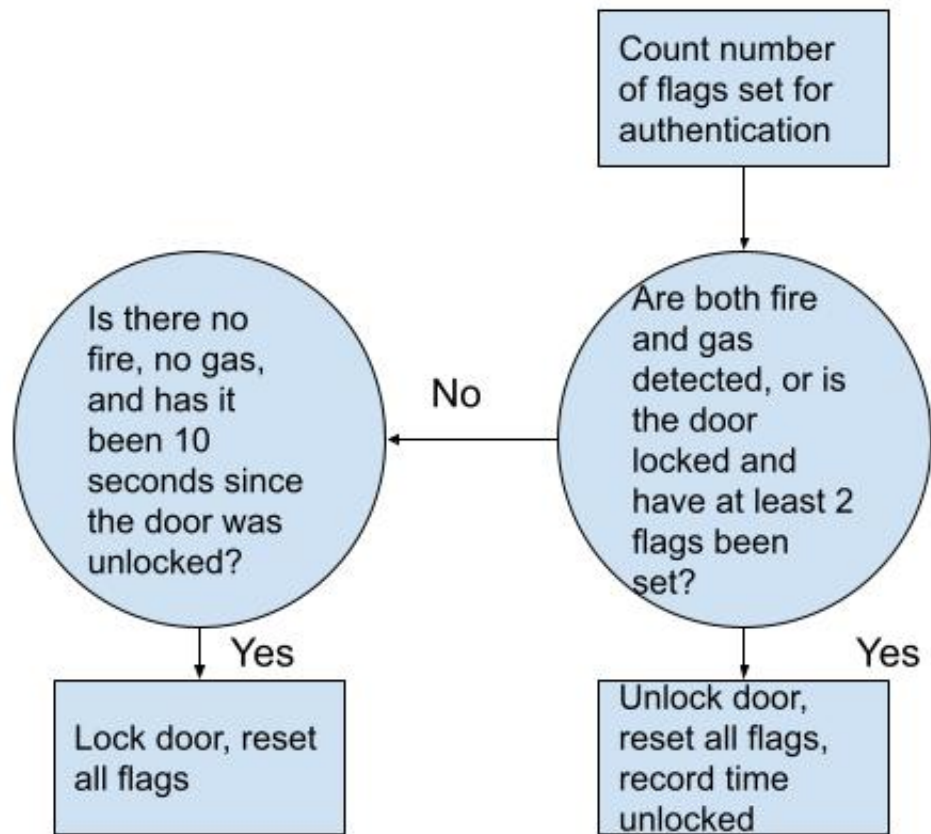 Count number
of flags set for
authentication
Are both fire
and gas
detected, or is
the door
locked and
have at least 2
flags been
set?
No
Is there no
fire, no gas,
and has it
been 10
seconds since
the door was
unlocked?
Yes
Lock door, reset
all flags
Yes
Unlock door,
reset all flags,
record time
unlocked